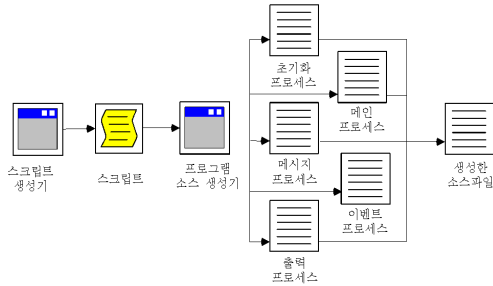 스크립트
생성기
스크립트
프로그램
소스 생성기
초기화
프로세스
메인
프로세스
메시지
프로세스
이벤트
프로세스
출력
프로세스
생성한
소스파일